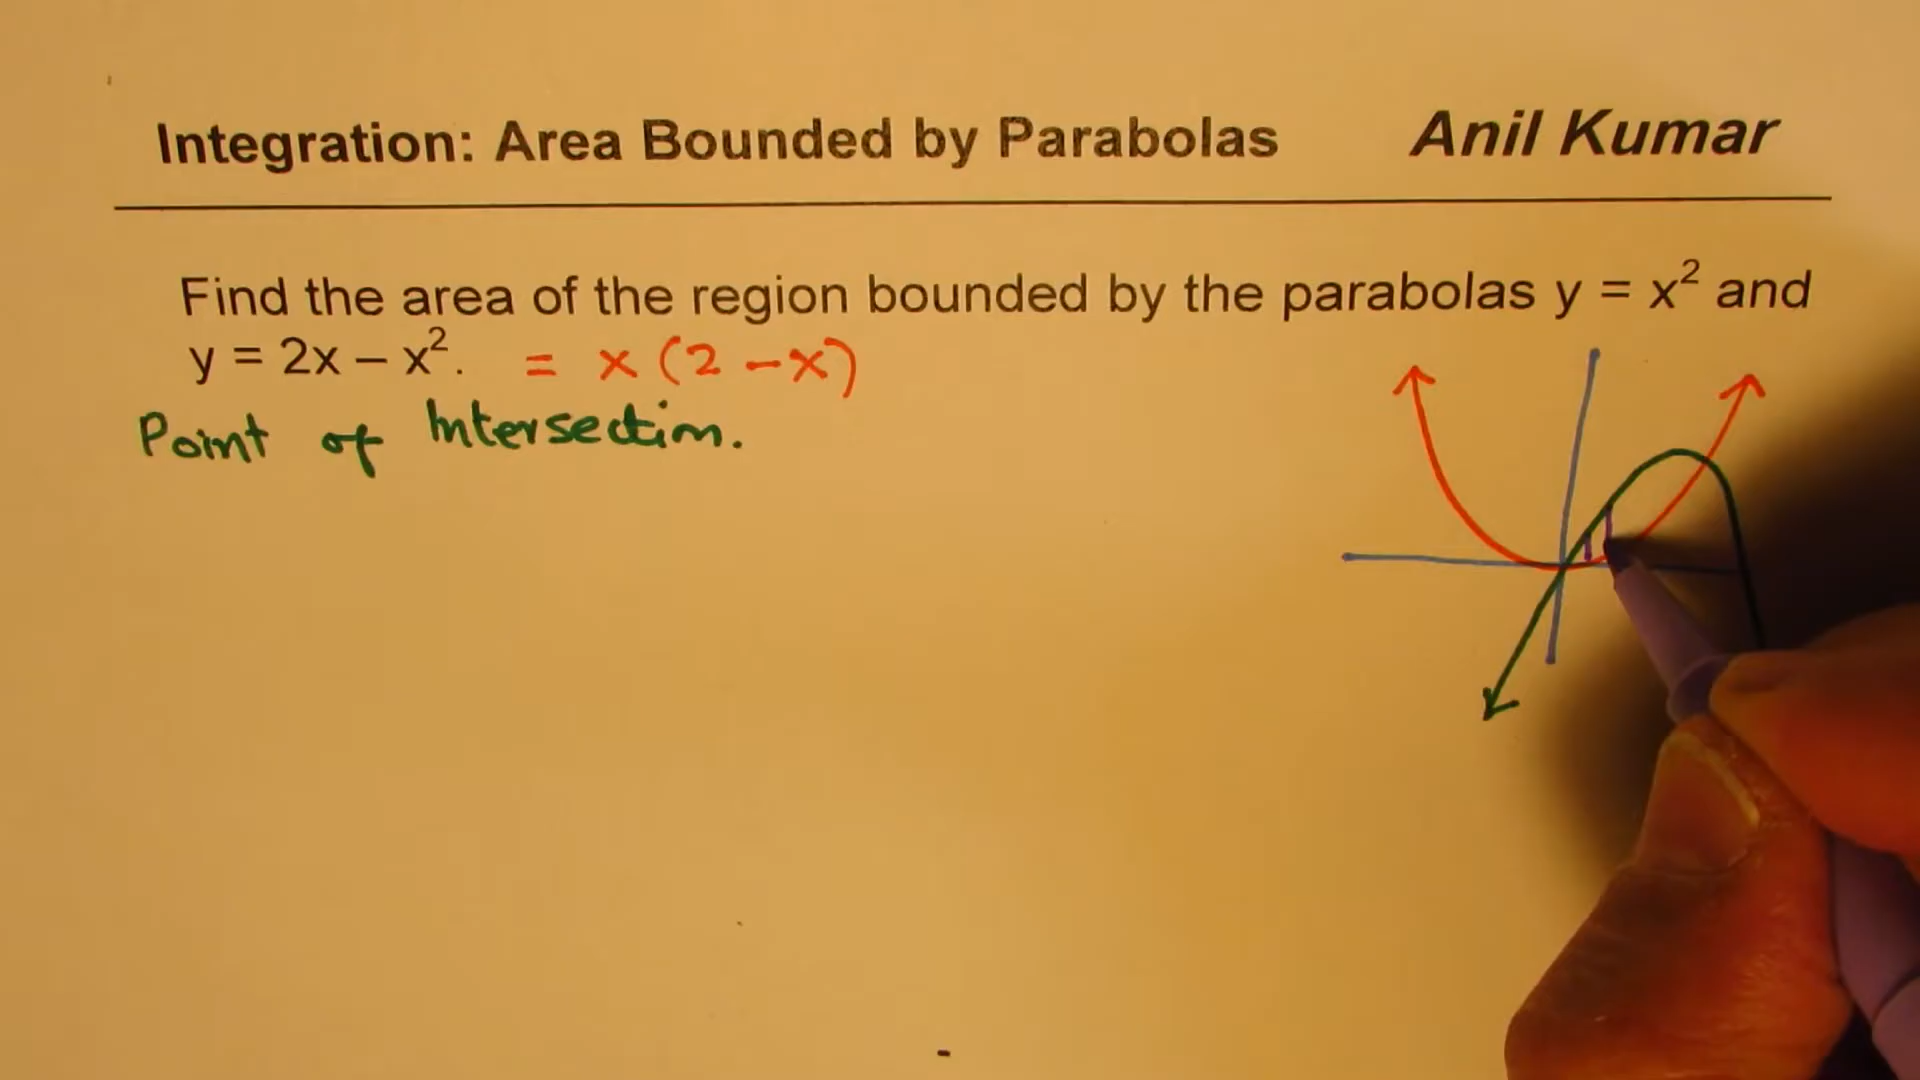 Integration: Area Bounded by Parabolas Anil Kumar
Find the area of the region bounded by the parabolas y = x² and
y = 2x – x². = x (2 – x)
Point of Intersection.